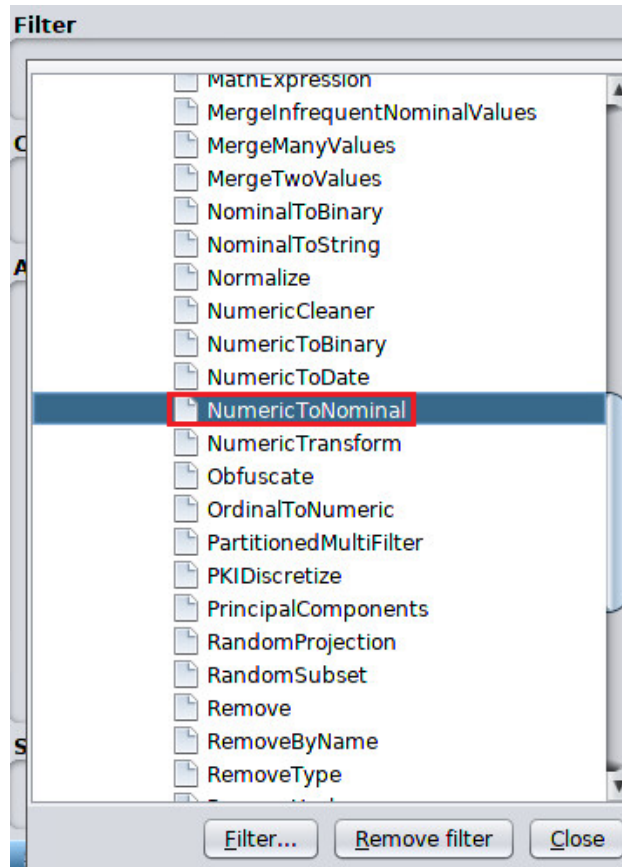 Filter
MathExpression
MergeInfrequentNominalValues
C
MergeManyValues
MergeTwoValues
NominalToBinary
NominalToString
A
Normalize
NumericCleaner
NumericToBinary
NumericToDate
NumericToNominal
NumericTransform
Obfuscate
OrdinalToNumeric
PartitionedMultiFilter
PKIDiscretize
PrincipalComponents
RandomProjection
RandomSubset
Remove
RemoveByName
S
RemoveType
Filter... Remove filter Close